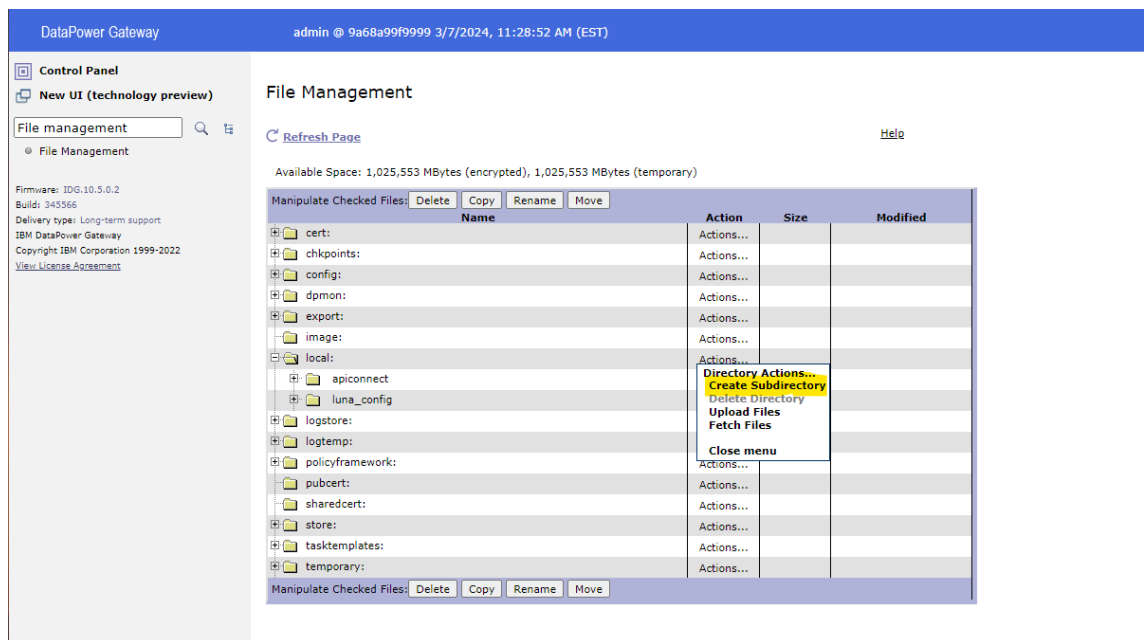 DataPower Gateway
admin @ 9a68a99f9999 3/7/2024, 11:28:52 AM (EST)
Control Panel
New UI (technology preview)
File management
File Management
Firmware: IDG.10.5.0.2
Build: 345566
Delivery type: Long-term support
IBM DataPower Gateway
Copyright IBM Corporation 1999-2022
View License Agreement
File Management
Refresh Page
Help
Available Space: 1,025,553 MBytes (encrypted), 1,025,553 MBytes (temporary)
Manipulate Checked Files: Delete Copy Rename Move
Name Action Size Modified
cert: Actions...
chkpoints: Actions...
config: Actions...
dpmon: Actions...
export: Actions...
image: Actions...
local: Actions...
apiconnect
luna_config
Directory Actions...
Create Subdirectory
Delete Directory
Upload Files
Fetch Files
Close menu
logstore:
logtemp:
policyframework: Actions...
pubcert: Actions...
sharedcert: Actions...
store: Actions...
tasktemplates: Actions...
temporary: Actions...
Manipulate Checked Files: Delete Copy Rename Move